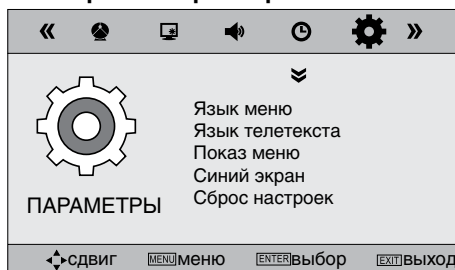 Язык меню
Язык телетекста
Показ меню
Синий экран
Сброс настроек
ПАРАМЕТРЫ
сдвиг MENU меню ENTER выбор EXIT выход